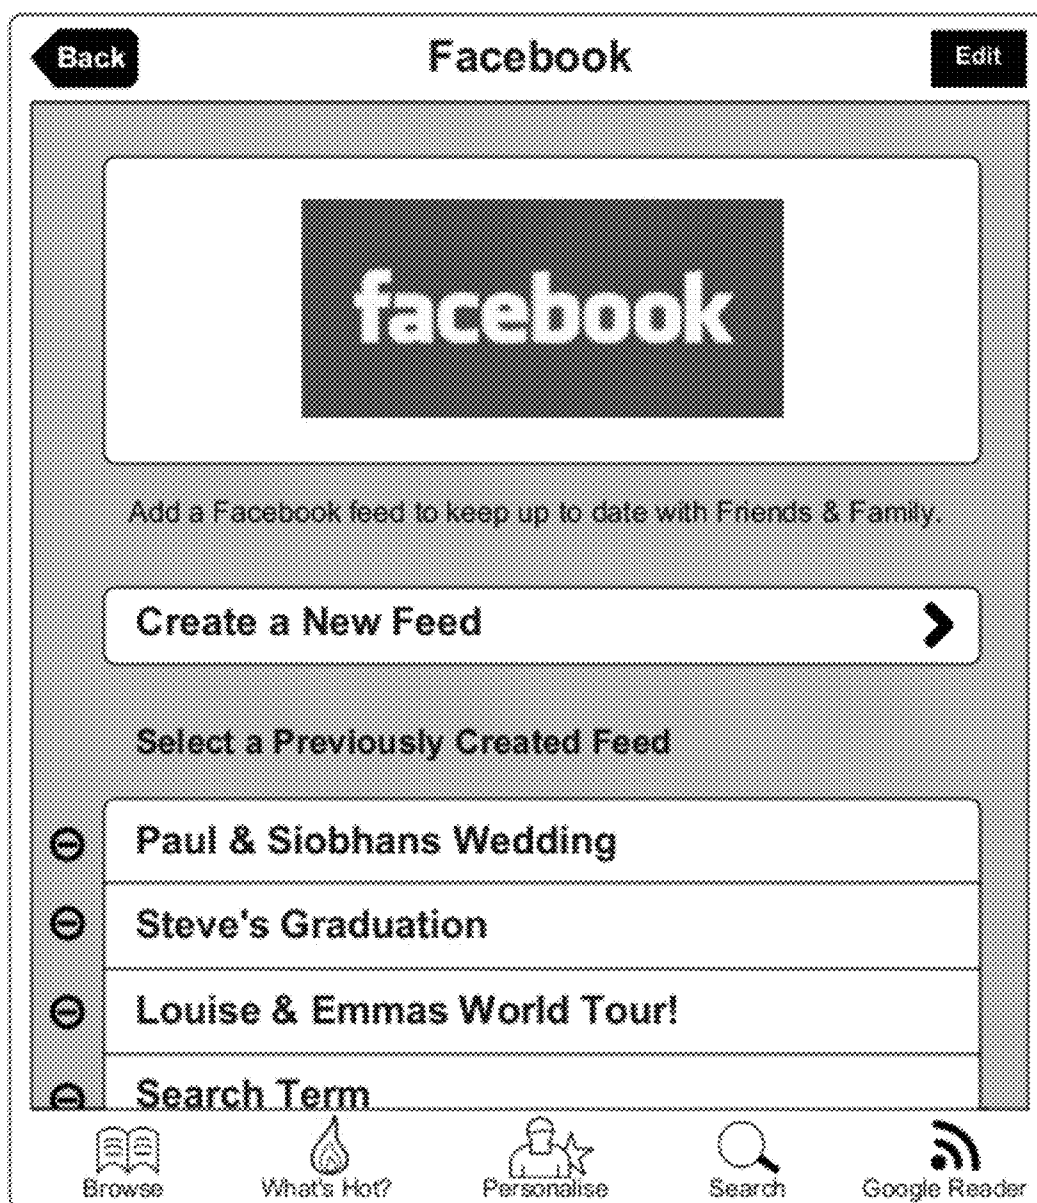 Back Facebook Edit
facebook
Add a Facebook feed to keep up to date with Friends & Family.
Create a New Feed
Select a Previously Created Feed
Paul & Siobhans Wedding
Steve's Graduation
Louise & Emmas World Tour!
Search Term
Browse What's Hot? Personalise Search Google Reader